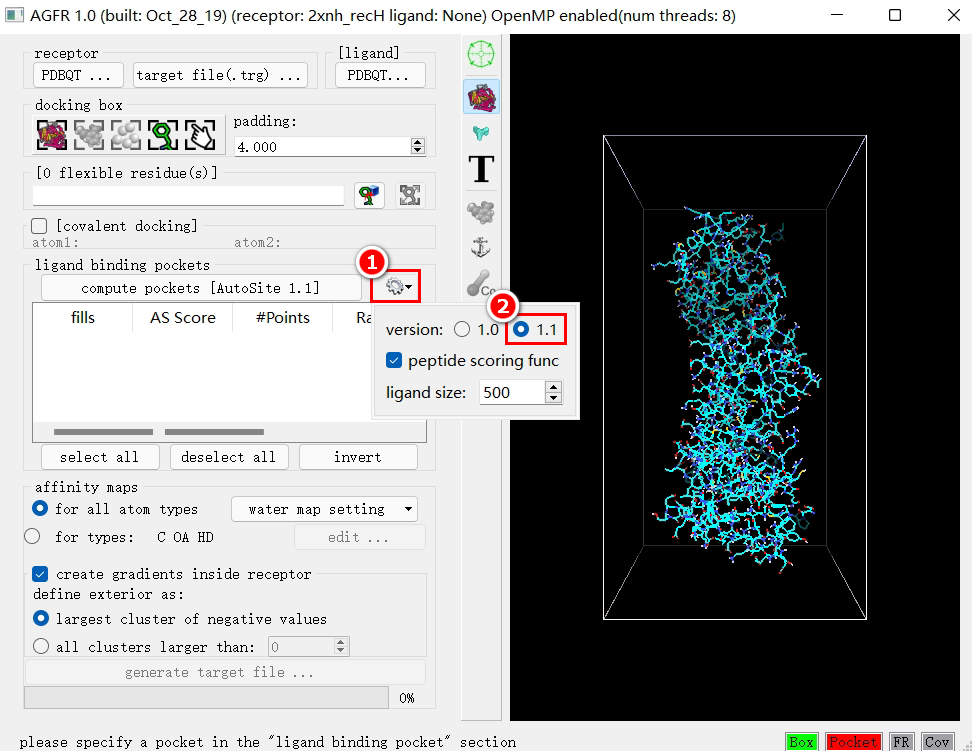 AGFR 1.0 (built: Oct_28_19) (receptor: 2xnh_recH ligand: None) OpenMP enabled(num threads: 8)
receptor
[ligand]
PDBQT ...
target file(.trg) ...
PDBQT...
docking box
padding:
4.000
[0 flexible residue(s)]
[covalent docking]
atom1:
atom2:
ligand binding pockets
1
compute pockets [AutoSite 1.1]
fills
AS Score
#Points
Ra
2
version:
1.0
1.1
peptide scoring func
ligand size:
500
select all
deselect all
invert
affinity maps
for all atom types
water map setting
for types:
C OA HD
edit ...
create gradients inside receptor
define exterior as:
largest cluster of negative values
all clusters larger than:
0
generate target file ...
0%
T
Co
please specify a pocket in the "ligand binding pocket" section
Box
Pocket
FR
Cov